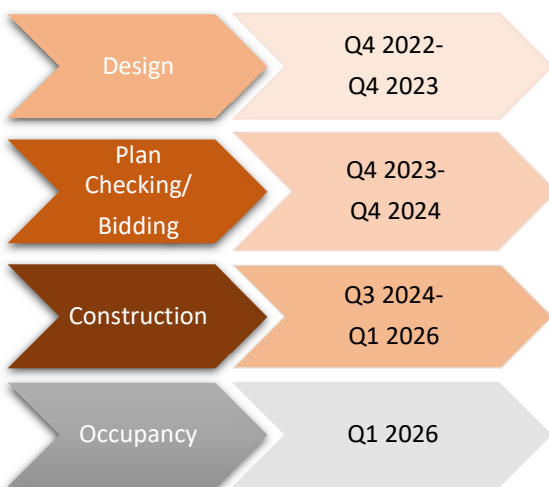 Design
Q4 2022-
Q4 2023
Plan
Checking/
Bidding
Q4 2023-
Q4 2024
Construction
Q3 2024-
Q1 2026
Occupancy
Q1 2026